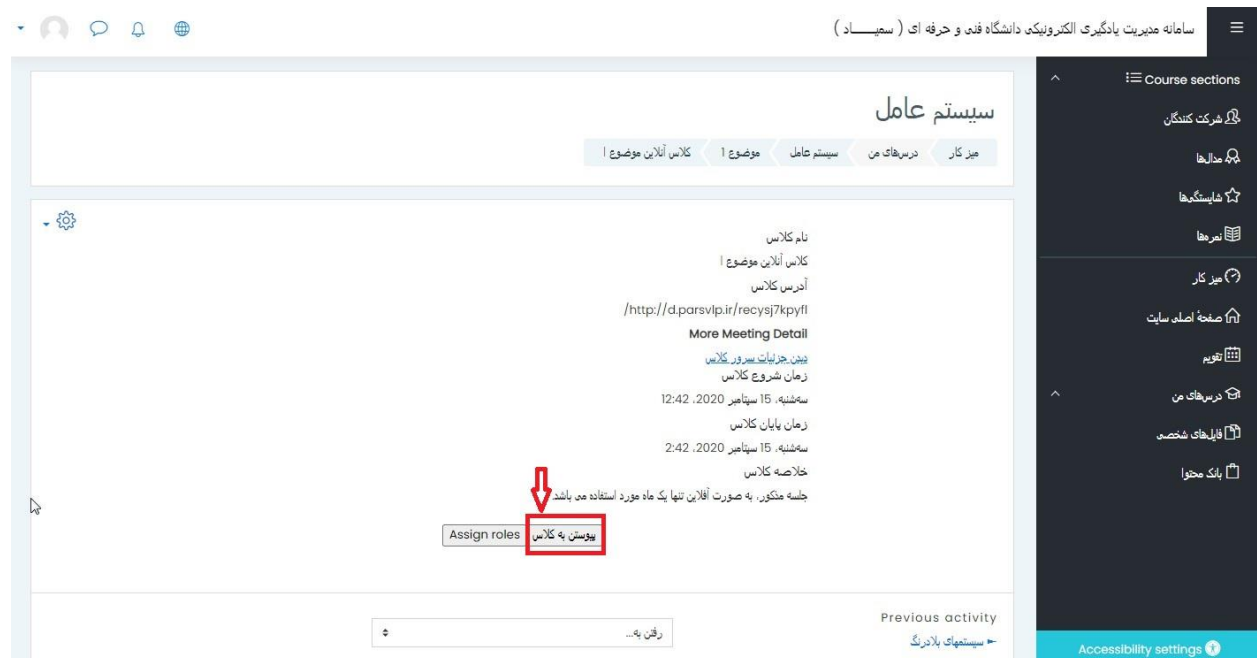 سامانه مدیریت یادگیری الکترونیکی دانشگاه فنی و حرفه ای ( سمیــــــاد )
Course sections
شرکت کنندگان
مدال‌ها
شایستگی‌ها
نمره‌ها
میز کار
صفحهٔ اصلی سایت
تقویم
درس‌های من
فایل‌های شخصی
بانک محتوا
Accessibility settings
سیستم عامل
میز کار
درس‌های من
سیستم عامل
موضوع 1
کلاس آنلاین موضوع ا
نام کلاس
کلاس آنلاین موضوع ا
آدرس کلاس
http://d.parsvlp.ir/recysj7kpyfl/
More Meeting Detail
دیدن جزئیات سرور کلاس
زمان شروع کلاس
سه‌شنبه، 15 سپتامبر 2020، 12:42
زمان پایان کلاس
سه‌شنبه، 15 سپتامبر 2020، 2:42
خلاصه کلاس
جلسه مذکور، به صورت آفلاین تنها یک ماه مورد استفاده می باشد
پیوستن به کلاس
Assign roles
Previous activity
سیستمهای بلادرنگ
رفتن به...